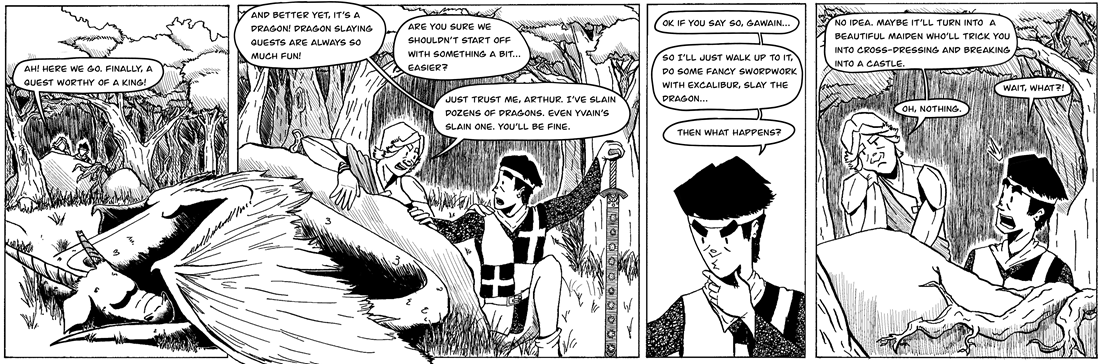 AH! HERE WE GO. FINALLY, A
QUEST WORTHY OF A KING!
AND BETTER YET, IT'S A
DRAGON! DRAGON SLAYING
QUESTS ARE ALWAYS SO
MUCH FUN!
ARE YOU SURE WE
SHOULDN'T START OFF
WITH SOMETHING A BIT...
EASIER?
JUST TRUST ME, ARTHUR. I'VE SLAIN
DOZENS OF DRAGONS. EVEN YVAIN'S
SLAIN ONE. YOU'LL BE FINE.
OK IF YOU SAY SO, GAWAIN...
SO I'LL JUST WALK UP TO IT,
DO SOME FANCY SWORDWORK
WITH EXCALIBUR, SLAY THE
DRAGON...
THEN WHAT HAPPENS?
NO IDEA. MAYBE IT'LL TURN INTO A
BEAUTIFUL MAIDEN WHO'LL TRICK YOU
INTO CROSS-DRESSING AND BREAKING
INTO A CASTLE.
WAIT, WHAT?!
OH, NOTHING.